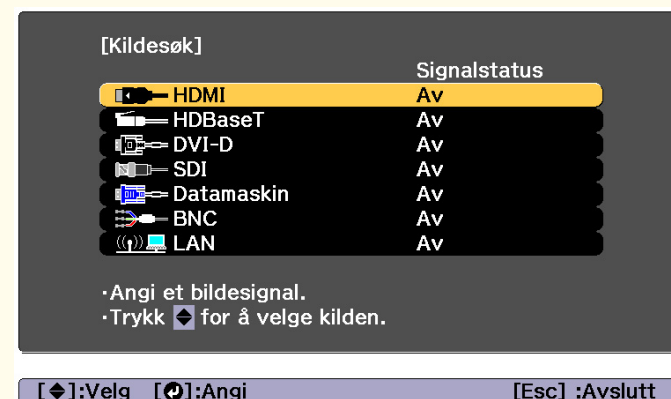 [Kildesøk]
Signalstatus
HDMI Av
HDBaseT Av
DVI-D Av
SDI Av
Datamaskin Av
BNC Av
LAN Av
·Angi et bildesignal.
·Trykk for å velge kilden.
[ ]:Velg [ ]:Angi [Esc] :Avslutt